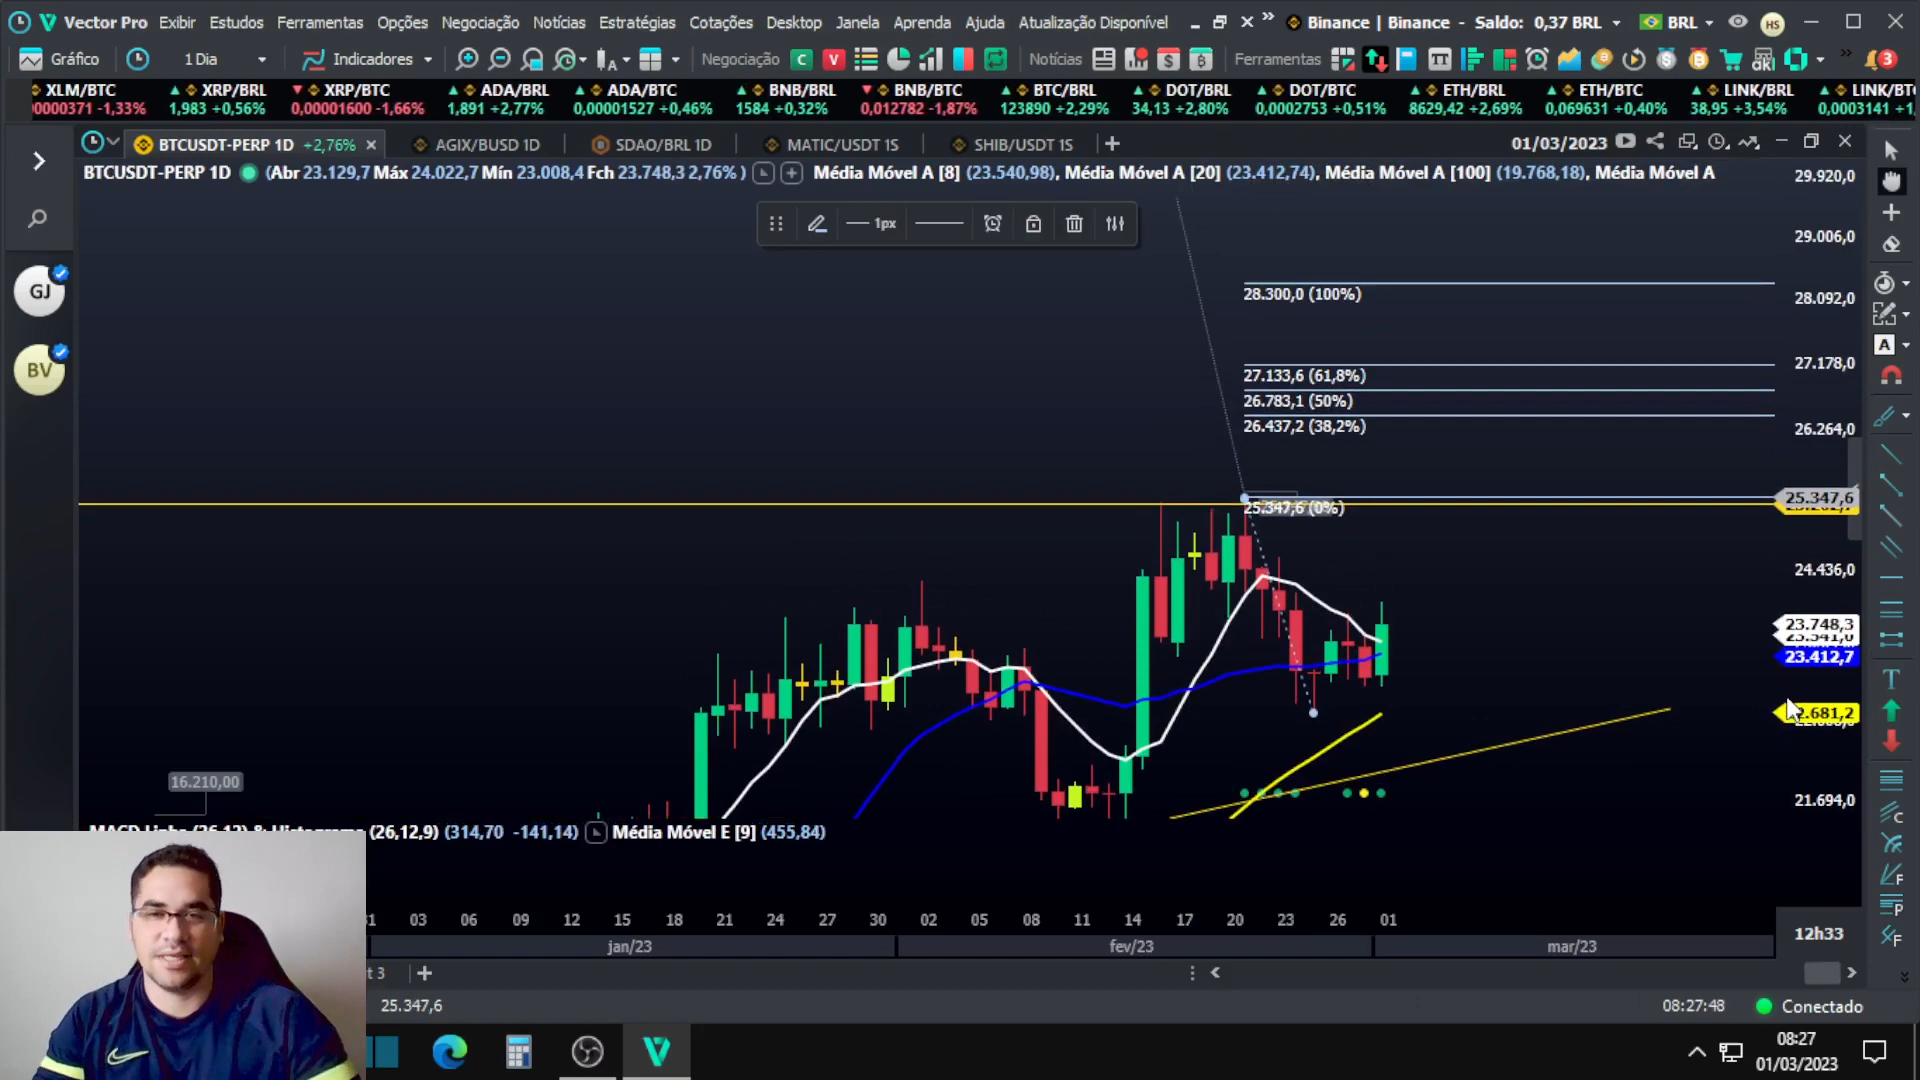 Vector Pro Exibir Estudos Ferramentas Opções Negociação Notícias Estratégias Cotações Desktop Janela Aprenda Ajuda Atualização Disponível Binance | Binance - Saldo: 0,37 BRL BRL HS
Gráfico 1 Dia Indicadores Negociação C V Notícias Ferramentas 3
XLM/BTC XRP/BRL XRP/BTC ADA/BRL ADA/BTC BNB/BRL BNB/BTC BTC/BRL DOT/BRL DOT/BTC ETH/BRL ETH/BTC LINK/BRL
-1,33% 1,983 +0,56% 0,00001600 -1,66% 1,891 +2,77% 0,00001527 +0,46% 1584 +0,32% 0,012782 -1,87% 123890 +2,29% 34,13 +2,80% 0,0002753 +0,51% 8629,42 +2,69% 0,069631 +0,40% 38,95 +3,54%
BTCUSDT-PERP 1D +2,76% AGIX/BUSD 1D SDAO/BRL 1D MATIC/USDT 1S SHIB/USDT 1S 01/03/2023
BTCUSDT-PERP 1D (Abr 23.129,7 Máx 24.022,7 Mín 23.008,4 Fch 23.748,3 2,76% ) Média Móvel A [8] (23.540,98), Média Móvel A [20] (23.412,74), Média Móvel A [100] (19.768,18), Média Móvel A
29.920,0
1px
29.006,0
GJ
28.300,0 (100%)
28.092,0
BV
27.178,0
27.133,6 (61,8%)
26.783,1 (50%)
26.437,2 (38,2%)
26.264,0
25.347,6
25.347,6 (0%)
24.436,0
23.748,3
23.412,7
2.681,2
16.210,00
21.694,0
(26,12,9) (314,70 -141,14) Média Móvel E [9] (455,84)
03 06 09 12 15 18 21 24 27 30 02 05 08 11 14 17 20 23 26 01
12h33
jan/23 fev/23 mar/23
t 3
25.347,6 08:27:48 Conectado
08:27
01/03/2023